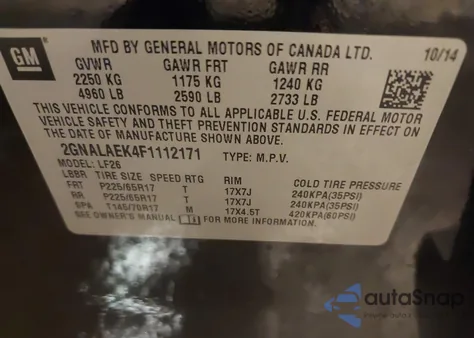 GM
MFD BY GENERAL MOTORS OF CANADA LTD.
10/14
GVWR GAWR FRT GAWR RR
2250 KG 1175 KG 1240 KG
4960 LB 2590 LB 2733 LB
THIS VEHICLE CONFORMS TO ALL APPLICABLE U.S. FEDERAL MOTOR
VEHICLE SAFETY AND THEFT PREVENTION STANDARDS IN EFFECT ON
THE DATE OF MANUFACTURE SHOWN ABOVE.
2GNALAEK4F1112171 TYPE: M.P.V.
MODEL: LF26
LBBR TIRE SIZE SPEED RTG RIM COLD TIRE PRESSURE
FRT P225/65R17 T 17X7J 240KPA(35PSI)
RR P225/65R17 T 17X7J 240KPA(35PSI)
SPA T145/70R17 M 17X4.5T 420KPA(60PSI)
SEE OWNER'S MANUAL FOR MORE INFORMATION
autoSnap